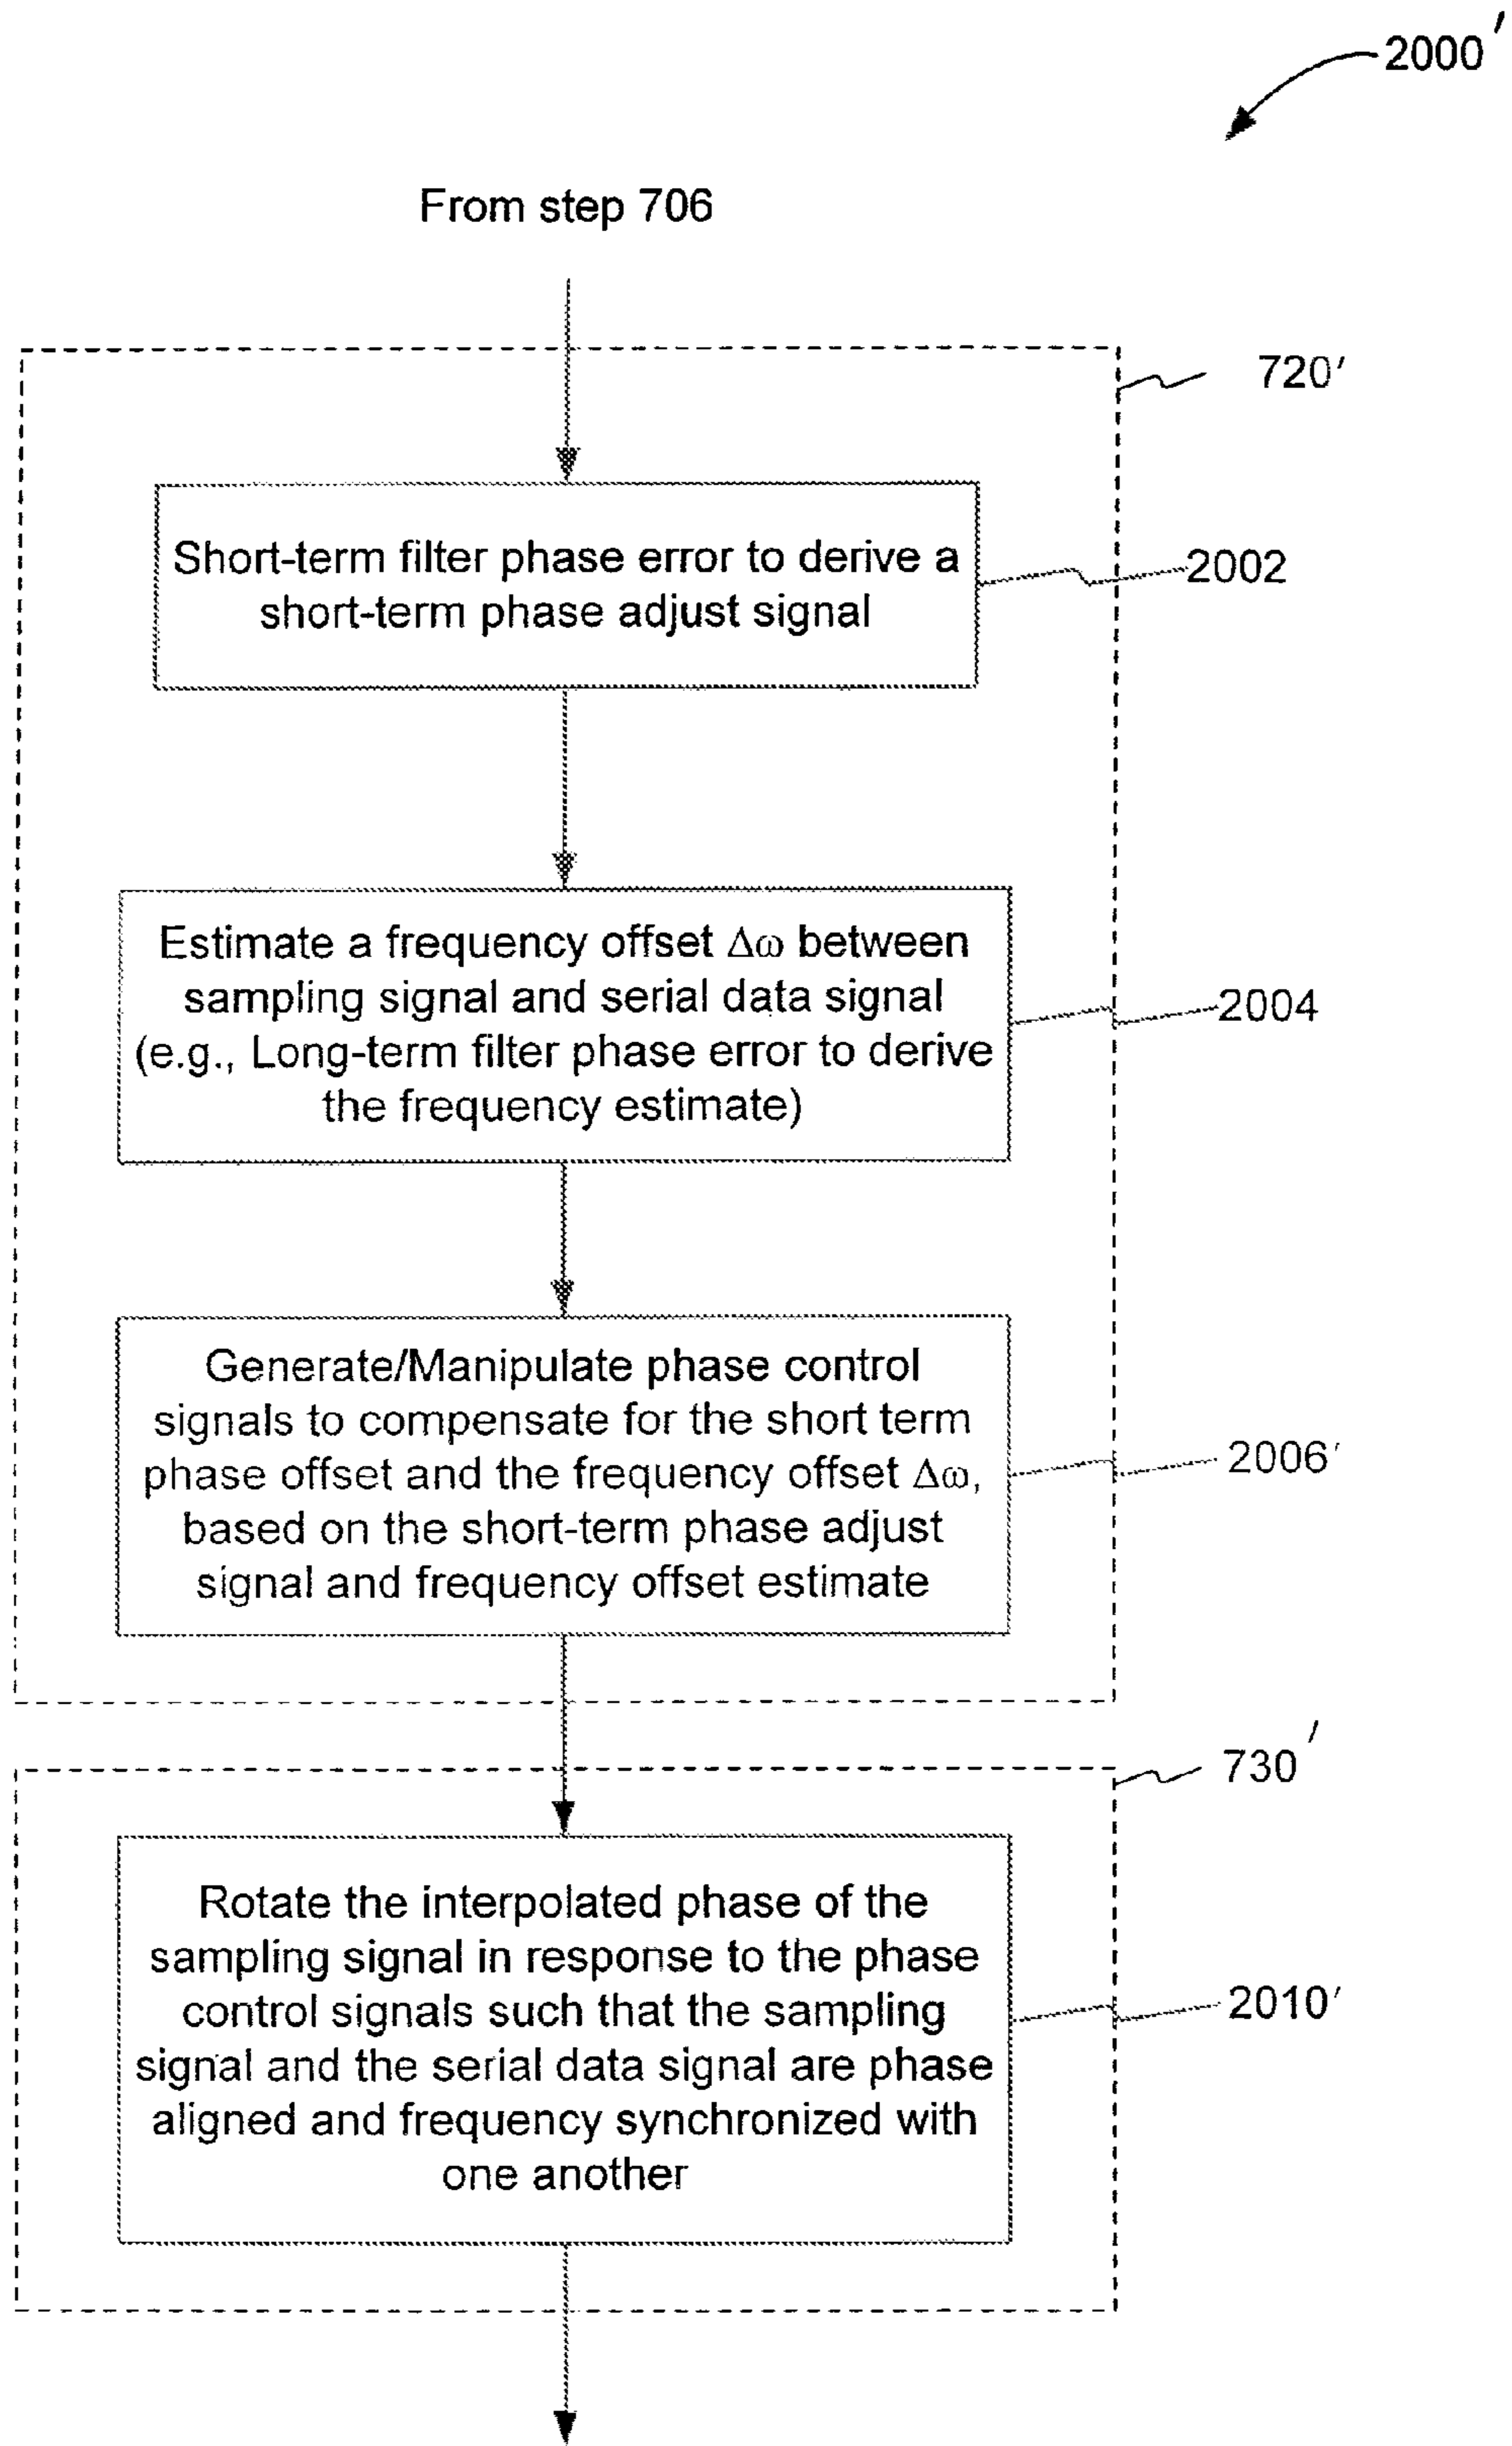 2000′
From step 706
720′
Short-term filter phase error to derive a
short-term phase adjust signal
2002
Estimate a frequency offset Δω between
sampling signal and serial data signal
(e.g., Long-term filter phase error to derive
the frequency estimate)
2004
Generate/Manipulate phase control
signals to compensate for the short term
phase offset and the frequency offset Δω,
based on the short-term phase adjust
signal and frequency offset estimate
2006′
730′
Rotate the interpolated phase of the
sampling signal in response to the phase
control signals such that the sampling
signal and the serial data signal are phase
aligned and frequency synchronized with
one another
2010′